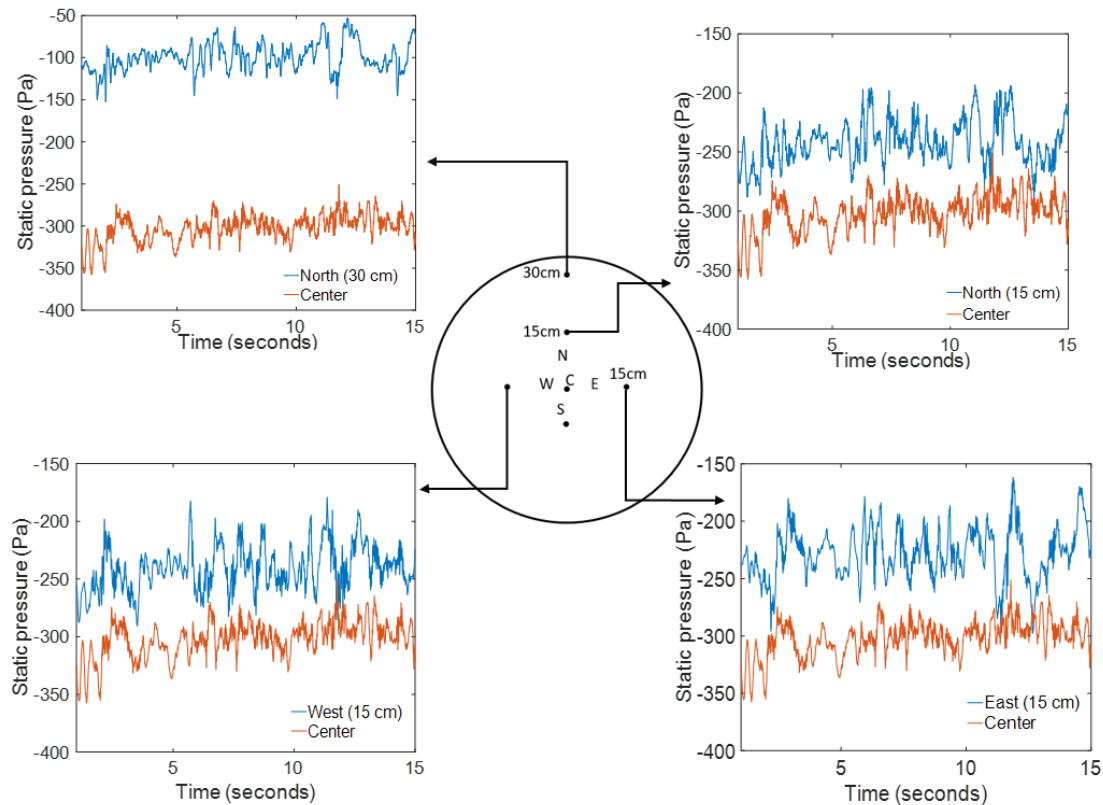 -50
-100
-150
-200
-250
-300
-350
-400
Static pressure (Pa)
5
10
15
Time (seconds)
North (30 cm)
Center
-150
-200
-250
-300
-350
-400
Static pressure (Pa)
5
10
15
Time (seconds)
North (15 cm)
Center
30cm
15cm
N
W C E 15cm
S
-150
-200
-250
-300
-350
-400
Static pressure (Pa)
5
10
15
Time (seconds)
West (15 cm)
Center
-150
-200
-250
-300
-350
-400
Static pressure (Pa)
5
10
15
Time (seconds)
East (15 cm)
Center